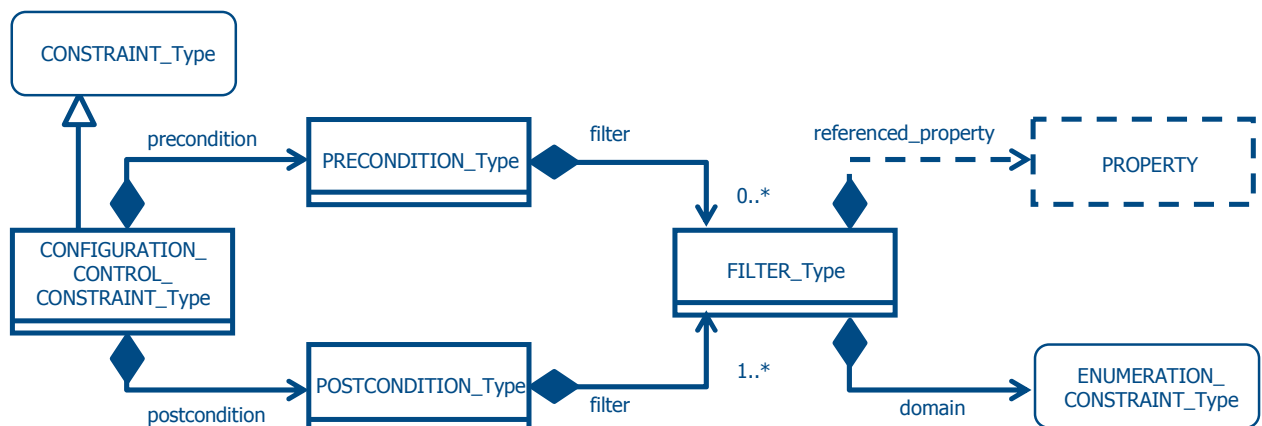 CONSTRAINT_Type
precondition
filter
referenced_property
PRECONDITION_Type
PROPERTY
0..*
CONFIGURATION_
CONTROL_
CONSTRAINT_Type
FILTER_Type
POSTCONDITION_Type
1..*
ENUMERATION_
CONSTRAINT_Type
postcondition
filter
domain